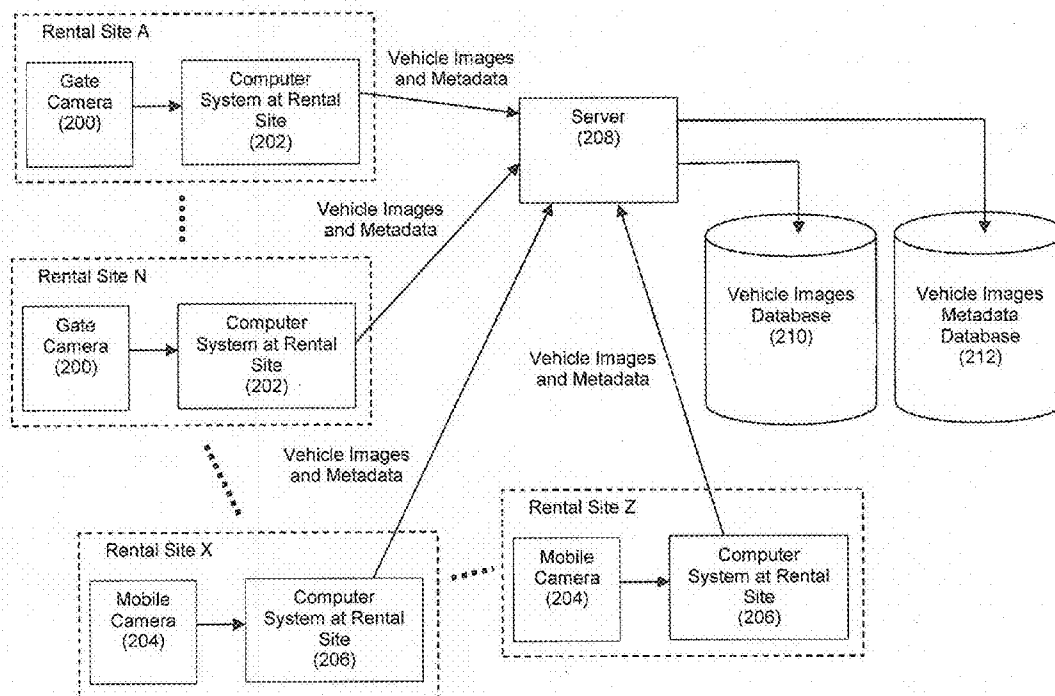 Rental Site A
Gate
Camera
(200)
Computer
System at Rental
Site
(202)
Vehicle Images
and Metadata
Server
(208)
Vehicle Images
and Metadata
Rental Site N
Gate
Camera
(200)
Computer
System at Rental
Site
(202)
Vehicle Images
Database
(210)
Vehicle Images
Metadata
Database
(212)
Vehicle Images
and Metadata
Vehicle Images
and Metadata
Rental Site X
Mobile
Camera
(204)
Computer
System at Rental
Site
(206)
Rental Site Z
Mobile
Camera
(204)
Computer
System at Rental
Site
(206)